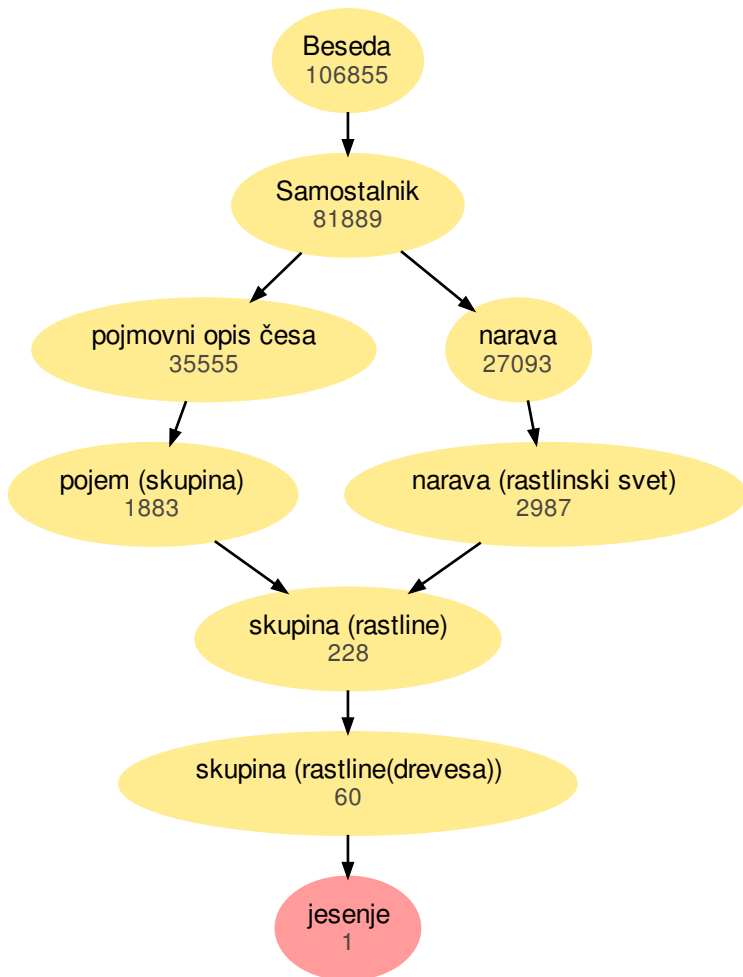 Beseda
106855
Samostalnik
81889
pojmovni opis česa
35555
narava
27093
pojem (skupina)
1883
narava (rastlinski svet)
2987
skupina (rastline)
228
skupina (rastline(drevesa))
60
jesenje
1